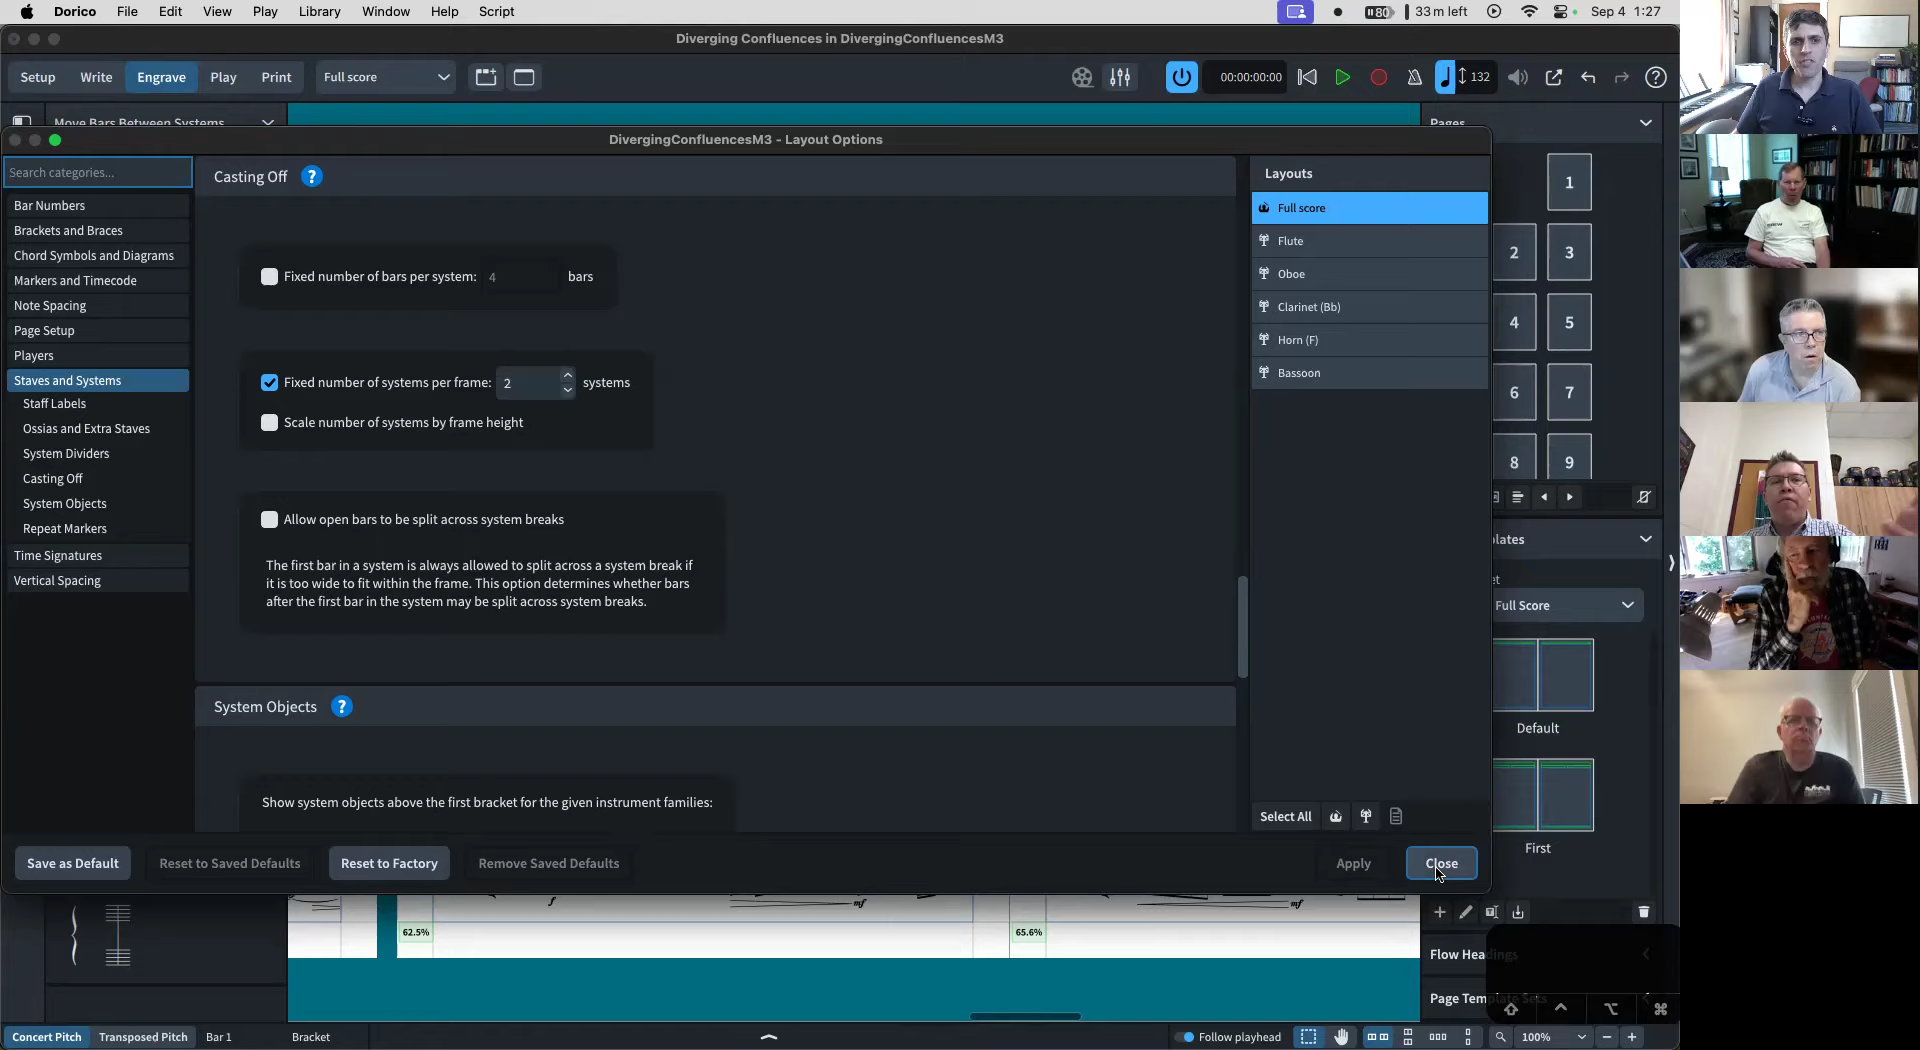 Dorico File Edit View Play Library Window Help Script
80 33 m left Sep 4 1:27
Diverging Confluences in DivergingConfluencesM3
Setup Write Engrave Play Print Full score
00:00:00:00 132
Move Bars Between Systems
Pages
DivergingConfluencesM3 - Layout Options
Search categories...
Bar Numbers
Brackets and Braces
Chord Symbols and Diagrams
Markers and Timecode
Note Spacing
Page Setup
Players
Staves and Systems
Staff Labels
Ossias and Extra Staves
System Dividers
Casting Off
System Objects
Repeat Markers
Time Signatures
Vertical Spacing
Casting Off ?
Fixed number of bars per system: 4 bars
Fixed number of systems per frame: 2 systems
Scale number of systems by frame height
Allow open bars to be split across system breaks
The first bar in a system is always allowed to split across a system break if
it is too wide to fit within the frame. This option determines whether bars
after the first bar in the system may be split across system breaks.
System Objects ?
Show system objects above the first bracket for the given instrument families:
Layouts
Full score
Flute
Oboe
Clarinet (Bb)
Horn (F)
Bassoon
Select All
Save as Default Reset to Saved Defaults Reset to Factory Remove Saved Defaults Apply Close
1
2 3
4 5
6 7
8 9
Full Score
Default
First
f mf mf
62.5% 65.6%
Flow Headings
Page Template Sets
Concert Pitch Transposed Pitch Bar 1 Bracket Follow playhead 100%